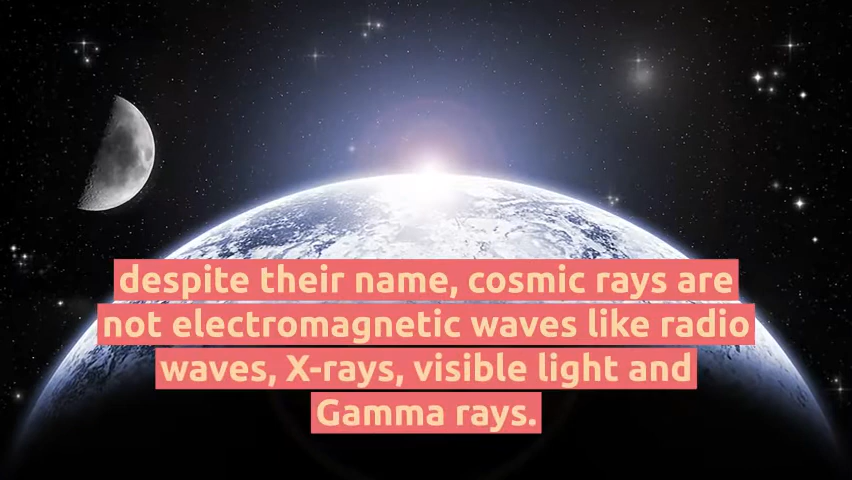 despite their name, cosmic rays are
not electromagnetic waves like radio
waves, X-rays, visible light and
Gamma rays.